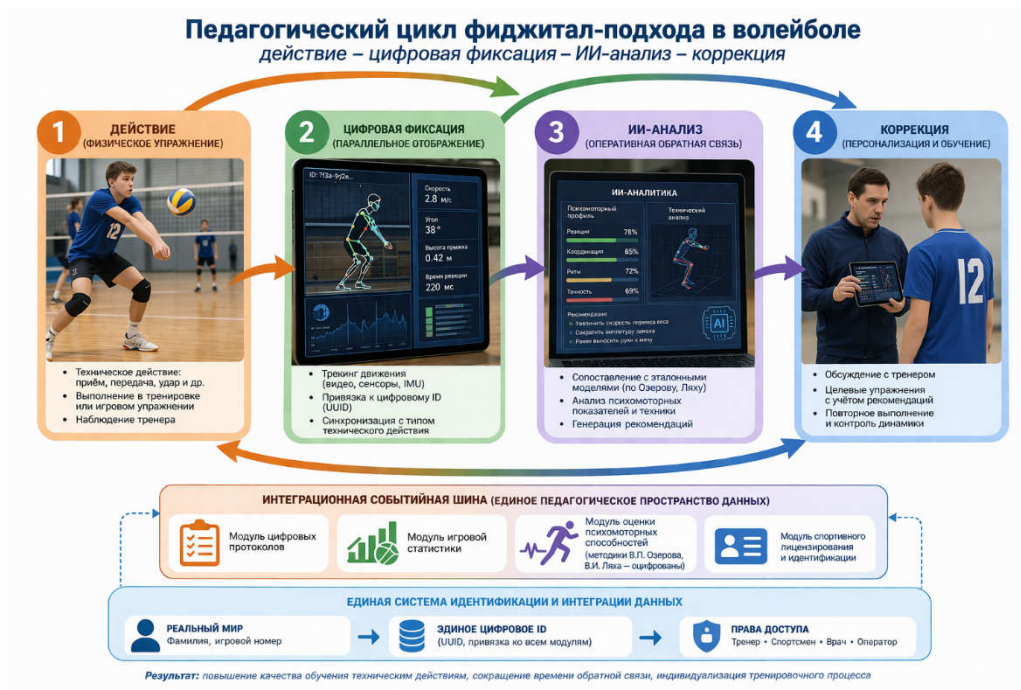 Педагогический цикл фиджитал-подхода в волейболе
действие – цифровая фиксация – ИИ-анализ – коррекция
1
ДЕЙСТВИЕ
(ФИЗИЧЕСКОЕ УПРАЖНЕНИЕ)
12
• Техническое действие:
приём, передача, удар и др.
• Выполнение в тренировке
или игровом упражнении
• Наблюдение тренера
2
ЦИФРОВАЯ ФИКСАЦИЯ
(ПАРАЛЛЕЛЬНОЕ ОТОБРАЖЕНИЕ)
Скорость
2.8 м/с
Угол
38°
0.42 м
Время реакции
220 мс
• Трекинг движения
(видео, сенсоры, IMU)
• Привязка к цифровому ID
(UUID)
• Синхронизация с типом
технического действия
3
ИИ-АНАЛИЗ
(ОПЕРАТИВНАЯ ОБРАТНАЯ СВЯЗЬ)
ИИ-АНАЛИТИКА
Психомоторный
профиль
Реакция 78%
Координация 85%
72%
Точность 69%
анализ
AI
• Сопоставление с эталонными
моделями (по Озерову, Ляху)
• Анализ психомоторных
показателей и техники
• Генерация рекомендаций
4
КОРРЕКЦИЯ
(ПЕРСОНАЛИЗАЦИЯ И ОБУЧЕНИЕ)
12
• Обсуждение с тренером
• Целевые упражнения
с учётом рекомендаций
• Повторное выполнение
и контроль динамики
ИНТЕГРАЦИОННАЯ СОБЫТИЙНАЯ ШИНА (ЕДИНОЕ ПЕДАГОГИЧЕСКОЕ ПРОСТРАНСТВО ДАННЫХ)
Модуль цифровых
протоколов
Модуль игровой
статистики
Модуль оценки
психомоторных
способностей
(методики В.П. Озерова,
В.И. Ляха — оцифрованы)
Модуль спортивного
лицензирования
и идентификации
ЕДИНАЯ СИСТЕМА ИДЕНТИФИКАЦИИ И ИНТЕГРАЦИИ ДАННЫХ
РЕАЛЬНЫЙ МИР
Фамилия, игровой номер
ЭДИНОЕ ЦИФРОВОЕ ID
(UUID, привязка ко всем модулям)
ПРАВА ДОСТУПА
Тренер • Спортсмен • Врач • Оператор
Результат: повышение качества обучения техническим действиям, сокращение времени обратной связи, индивидуализация тренировочного процесса